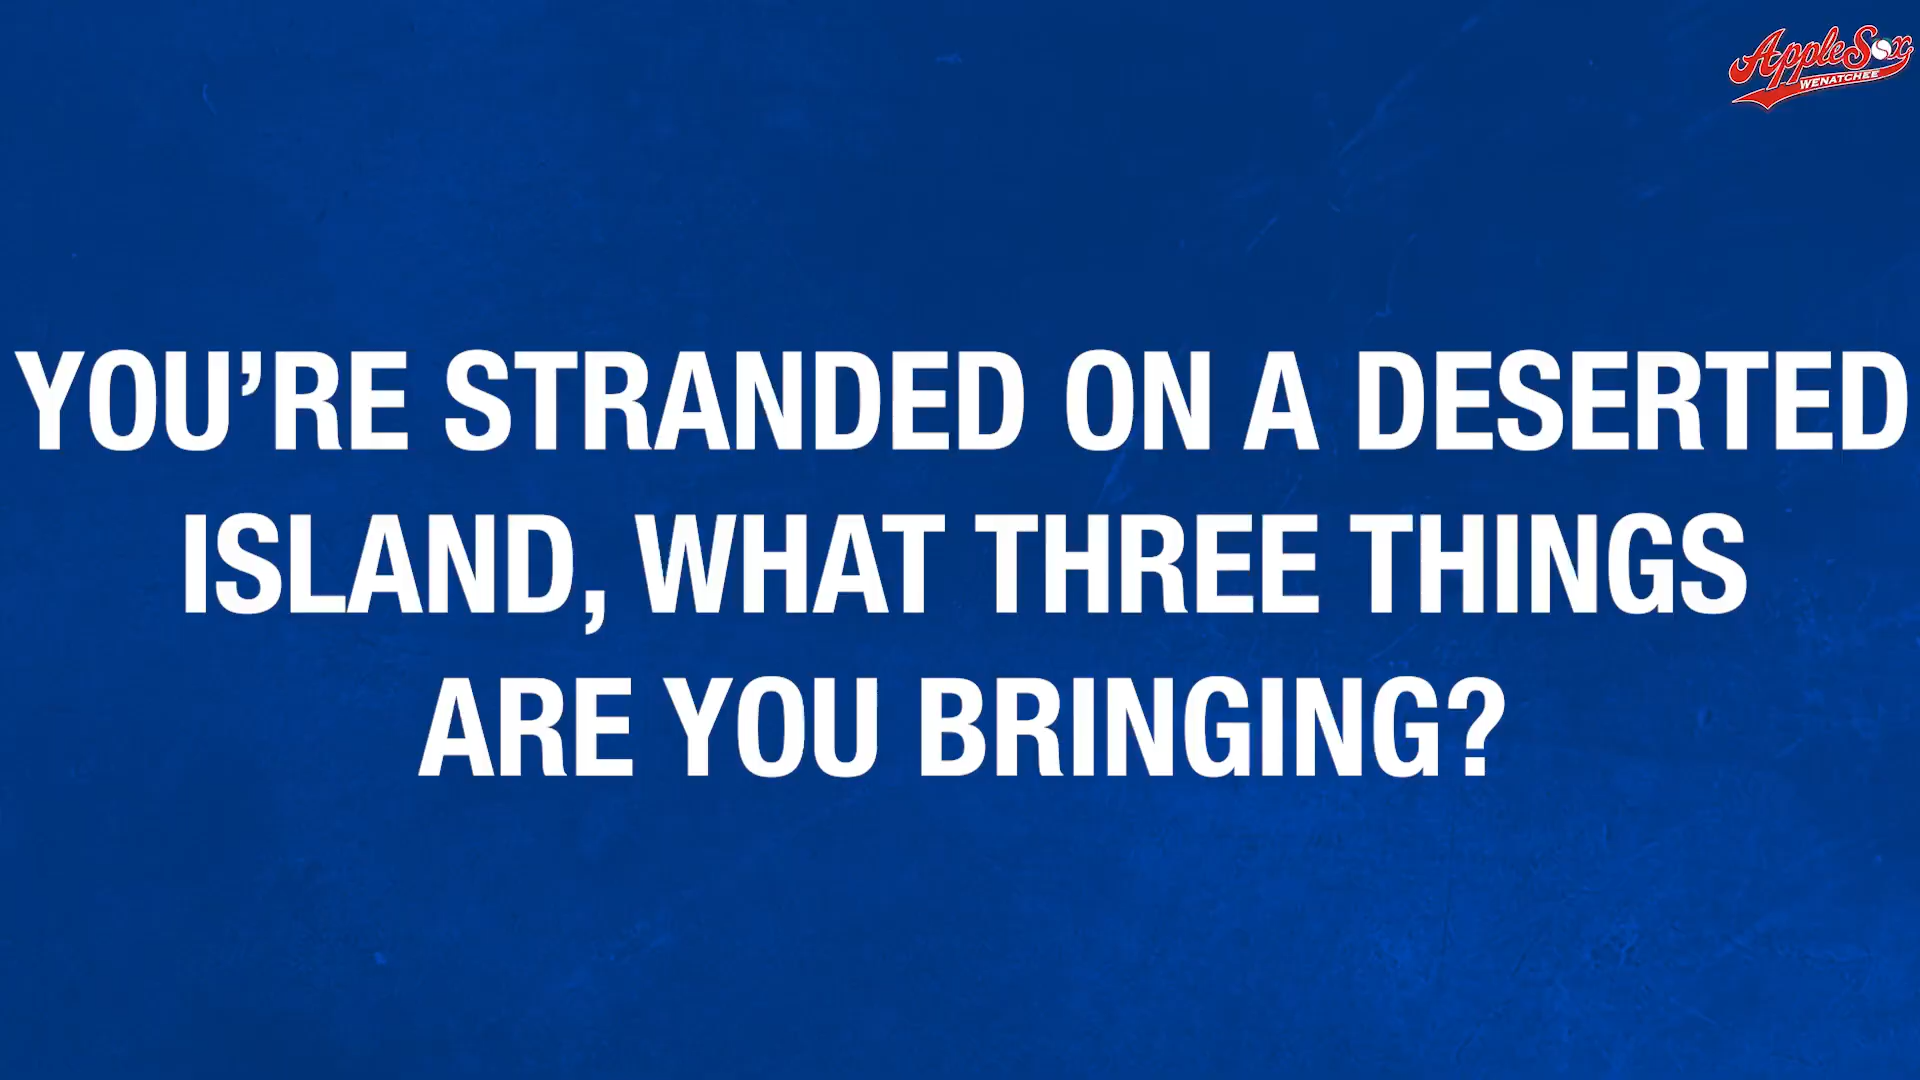 AppleSox
WENATCHEE
YOU’RE STRANDED ON A DESERTED
ISLAND, WHAT THREE THINGS
ARE YOU BRINGING?